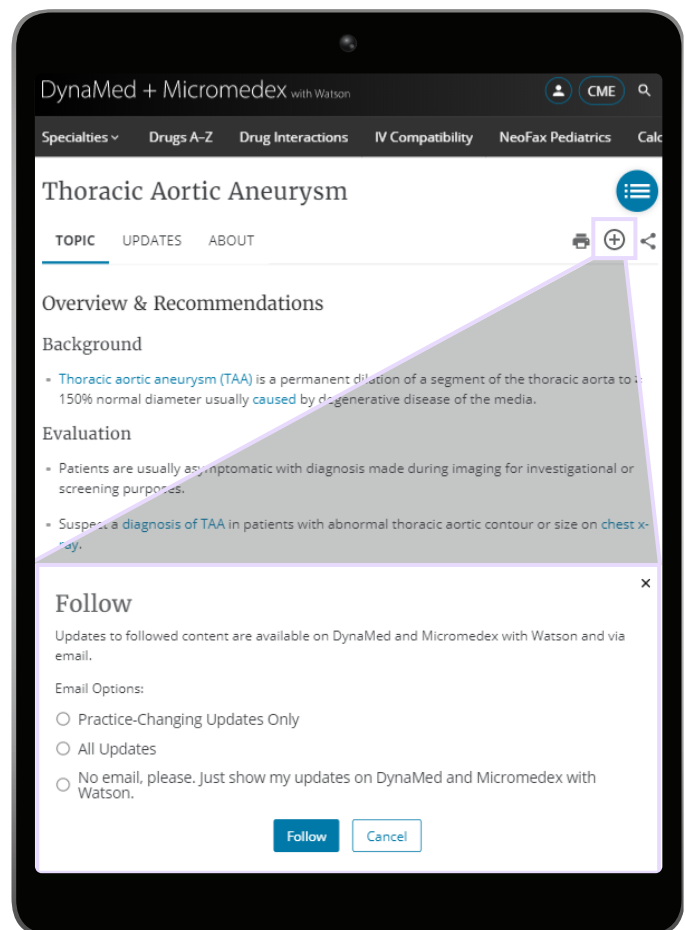 DynaMed + Micromedex with Watson
CME
Specialties Drugs A–Z Drug Interactions IV Compatibility NeoFax Pediatrics Calc
Thoracic Aortic Aneurysm
TOPIC UPDATES ABOUT
Overview & Recommendations
Background
Thoracic aortic aneurysm (TAA) is a permanent dilation of a segment of the thoracic aorta to ≥
150% normal diameter usually caused by degenerative disease of the media.
Evaluation
Patients are usually asymptomatic with diagnosis made during imaging for investigational or
screening purposes.
Suspect a diagnosis of TAA in patients with abnormal thoracic aortic contour or size on chest x-
ray.
Follow
Updates to followed content are available on DynaMed and Micromedex with Watson and via
email.
Email Options:
Practice-Changing Updates Only
All Updates
No email, please. Just show my updates on DynaMed and Micromedex with
Watson.
Follow Cancel